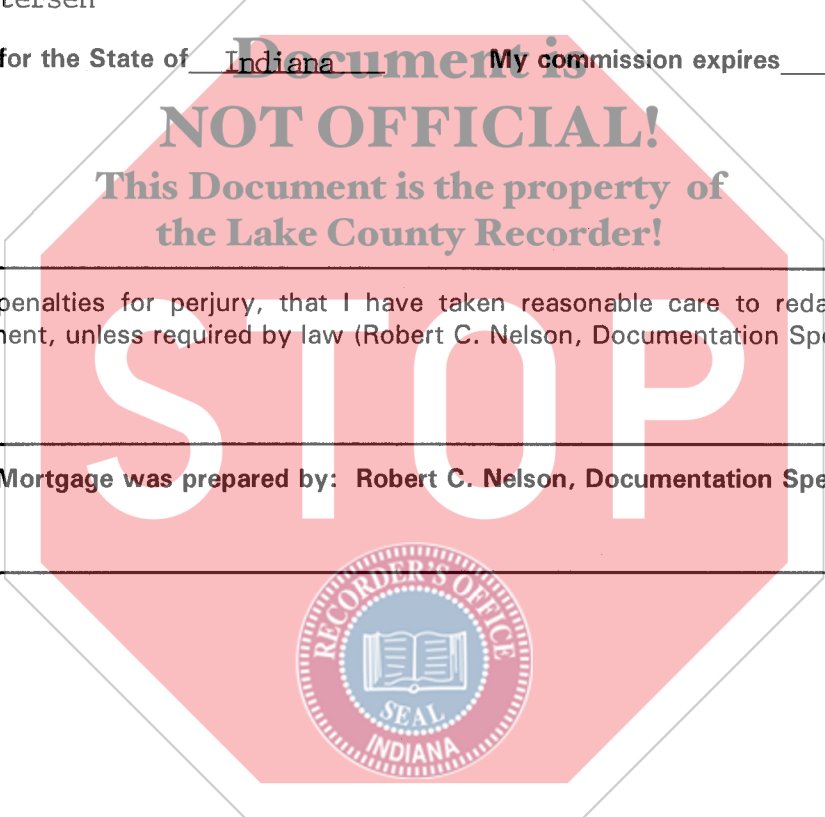 tersen
for the State of Indiana My commission expires
Document is
NOT OFFICIAL!
This Document is the property of
the Lake County Recorder!
penalties for perjury, that I have taken reasonable care to reda
ment, unless required by law (Robert C. Nelson, Documentation Spe
STOP
Mortgage was prepared by: Robert C. Nelson, Documentation Spe
RECORDER'S OFFICE
SEAL
INDIANA